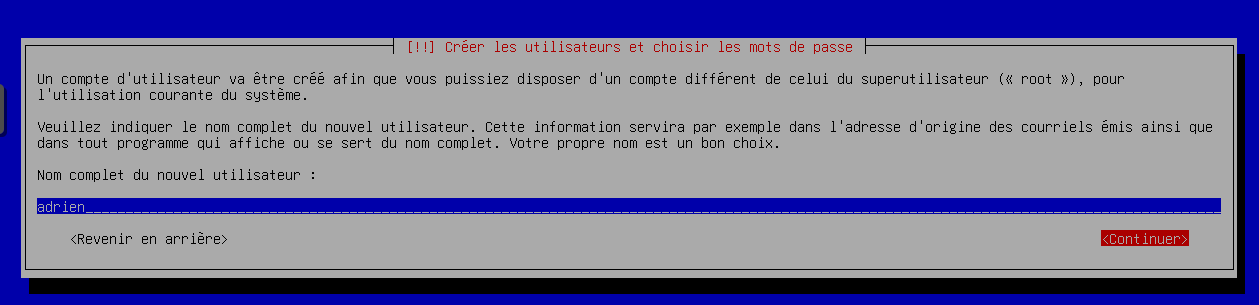 [!!] Créer les utilisateurs et choisir les mots de passe
Un compte d'utilisateur va être créé afin que vous puissiez disposer d'un compte différent de celui du superutilisateur (« root »), pour
l'utilisation courante du système.
Veuillez indiquer le nom complet du nouvel utilisateur. Cette information servira par exemple dans l'adresse d'origine des courriels émis ainsi que
dans tout programme qui affiche ou se sert du nom complet. Votre propre nom est un bon choix.
Nom complet du nouvel utilisateur :
adrien
<Revenir en arrière> <Continuer>